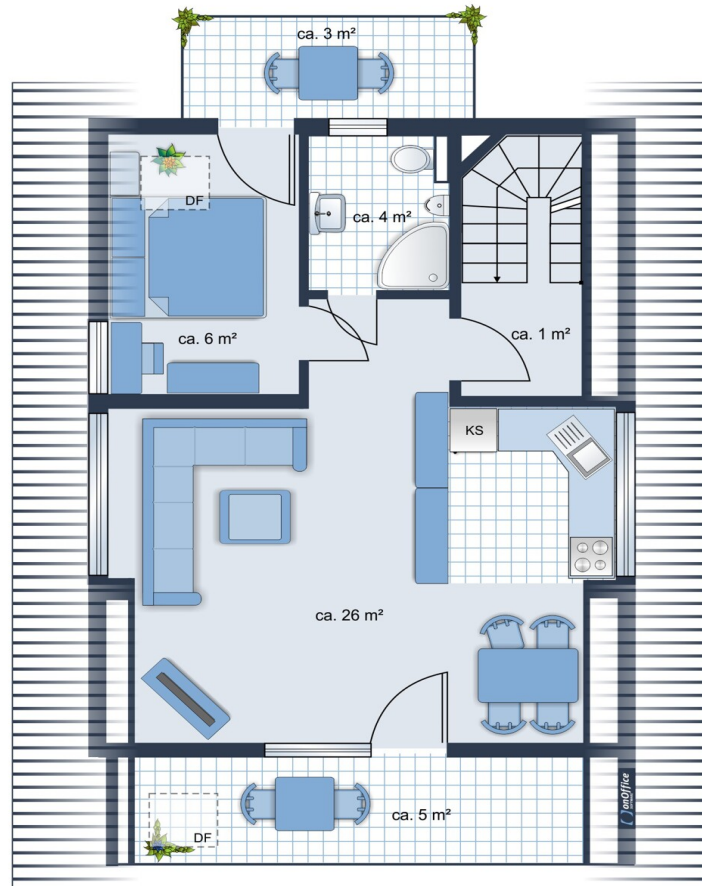 ca. 3 m²
DF
ca. 4 m²
ca. 6 m²
ca. 1 m²
KS
ca. 26 m²
ca. 5 m²
DF
onOffice